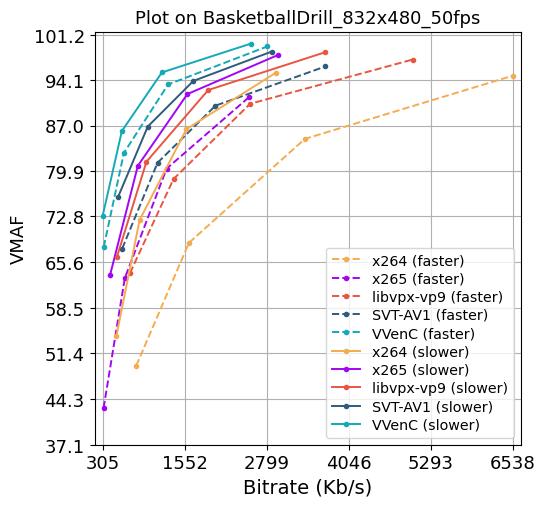 Plot on BasketballDrill_832x480_50fps
101.2
94.1
87.0
79.9
72.8
65.6
58.5
51.4
44.3
37.1
VMAF
x264 (faster)
x265 (faster)
libvpx-vp9 (faster)
SVT-AV1 (faster)
VVenC (faster)
x264 (slower)
x265 (slower)
libvpx-vp9 (slower)
SVT-AV1 (slower)
VVenC (slower)
305 1552 2799 4046 5293 6538
Bitrate (Kb/s)